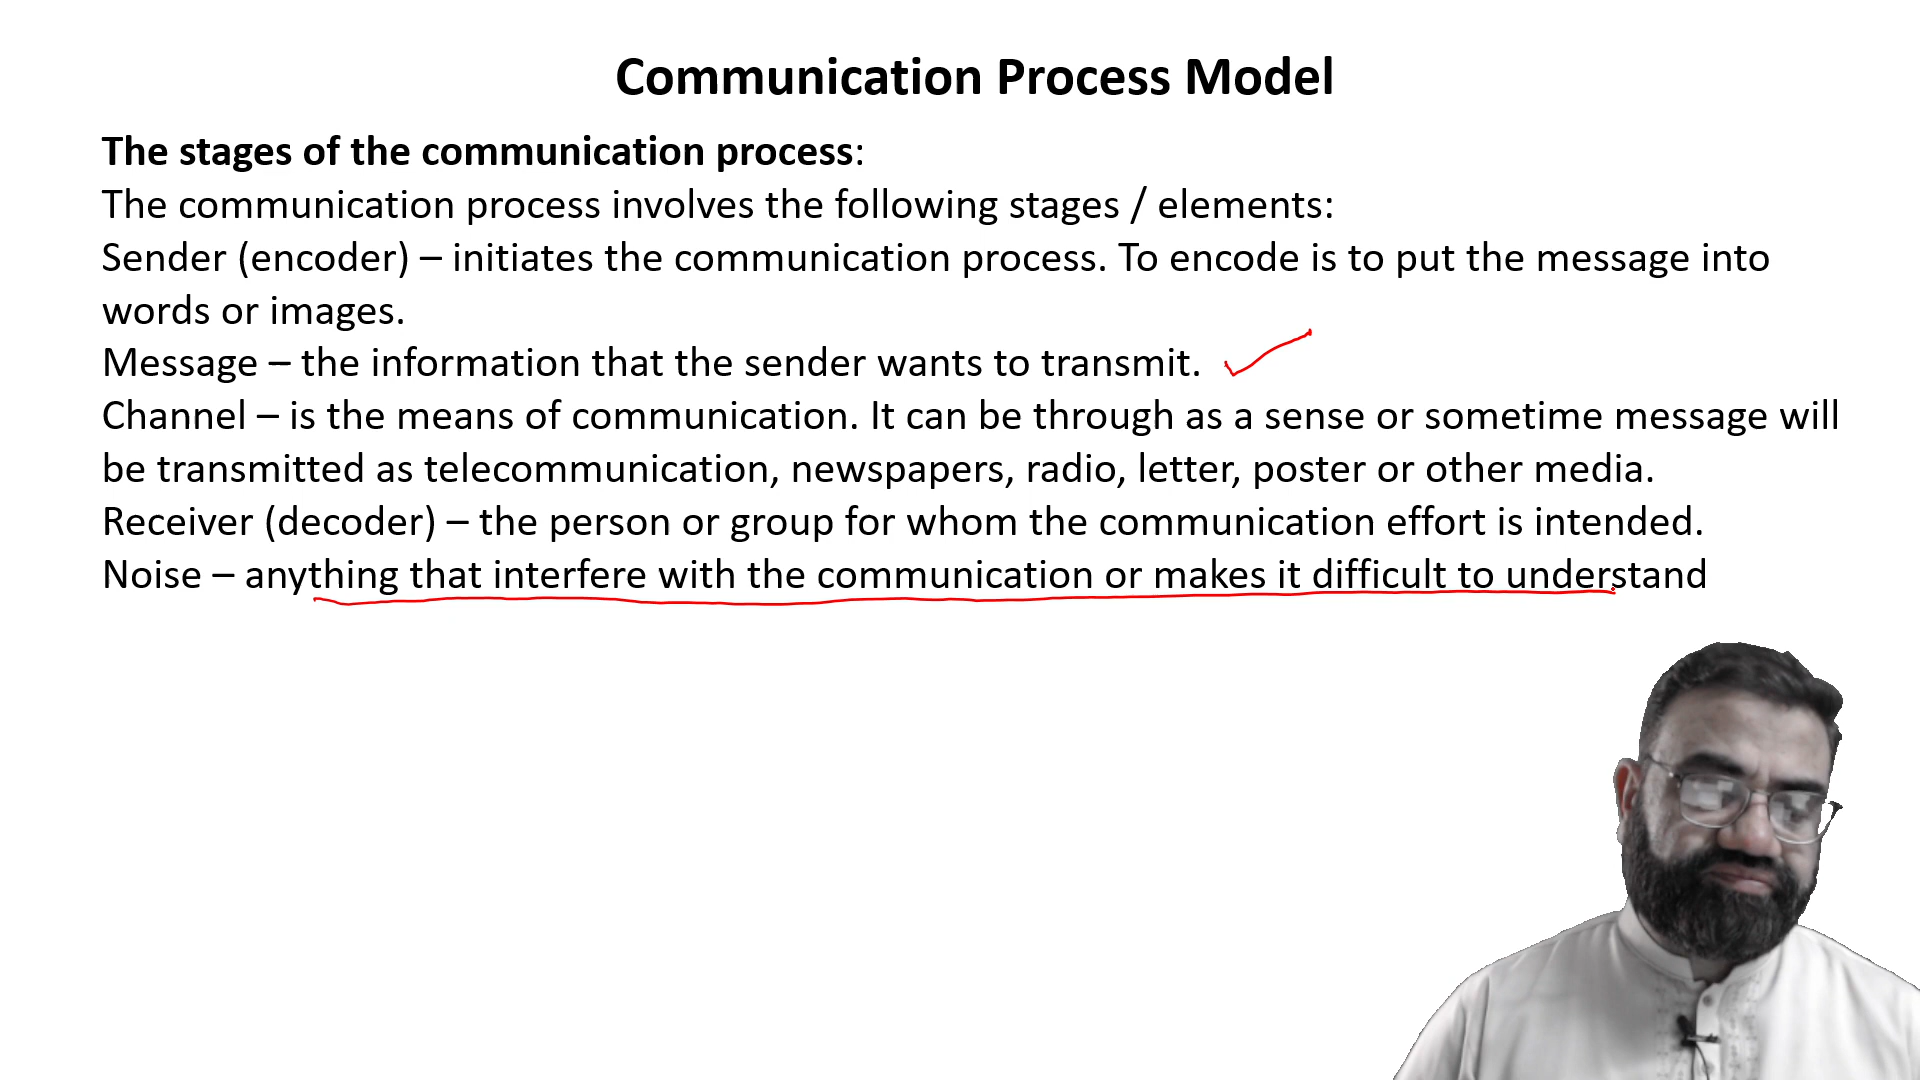 Communication Process Model
The stages of the communication process:
The communication process involves the following stages / elements:
Sender (encoder) – initiates the communication process. To encode is to put the message into
words or images.
Message – the information that the sender wants to transmit.
Channel – is the means of communication. It can be through as a sense or sometime message will
be transmitted as telecommunication, newspapers, radio, letter, poster or other media.
Receiver (decoder) – the person or group for whom the communication effort is intended.
Noise – anything that interfere with the communication or makes it difficult to understand